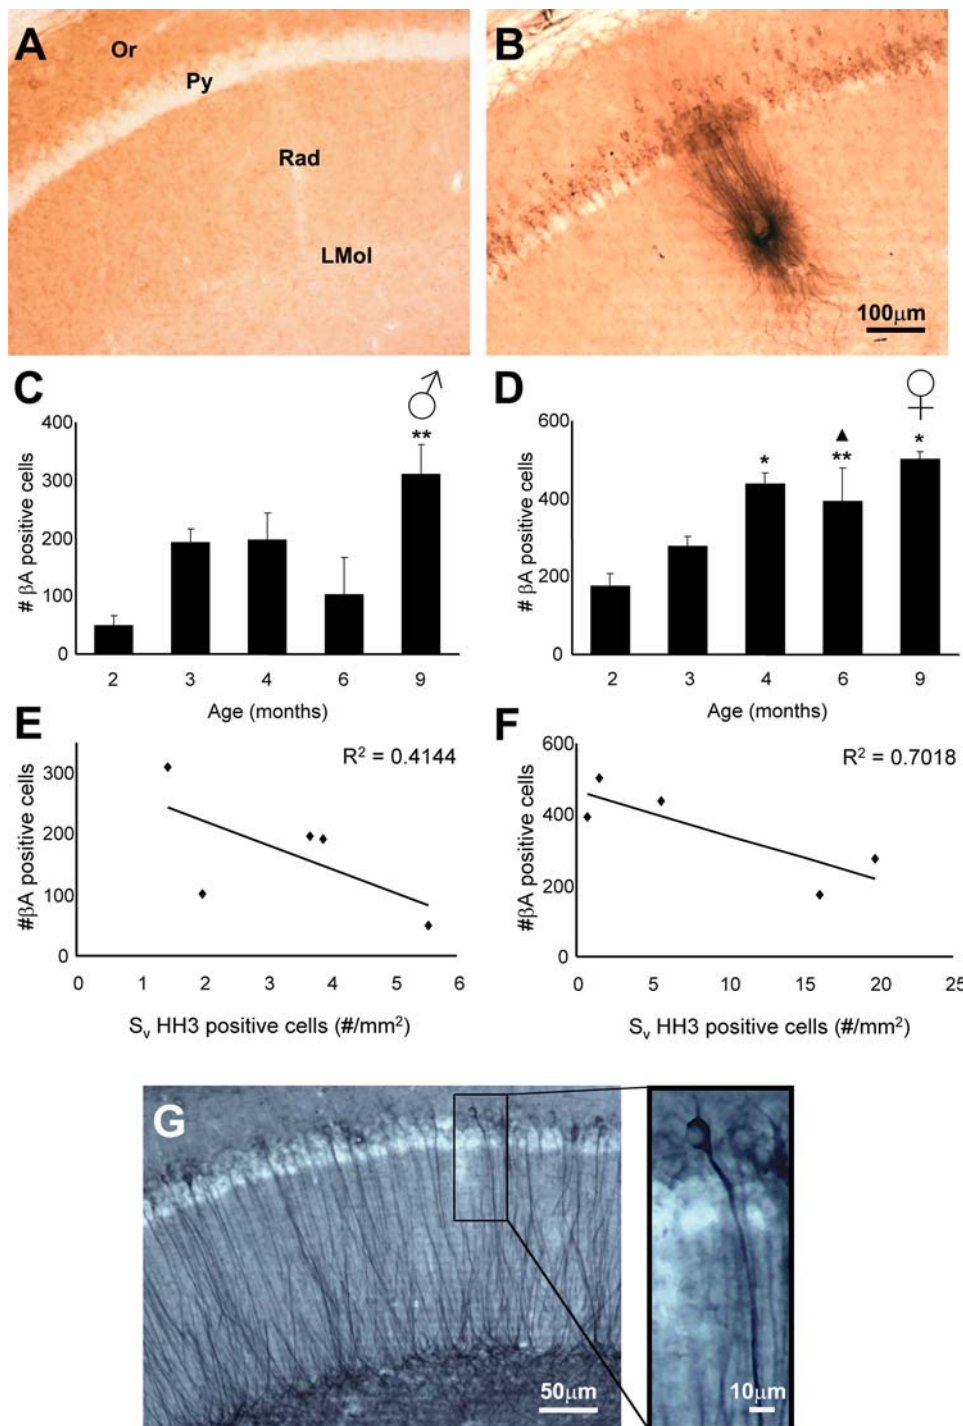 A
Or
Py
Rad
LMol
B
100μm
C
♂
400
300
200
100
0
# βA positive cells
**
2 3 4 6 9
Age (months)
D
♀
600
400
200
0
# βA positive cells
*
▲
**
*
2 3 4 6 9
Age (months)
E
R² = 0.4144
300
200
100
0
#βA positive cells
0 1 2 3 4 5 6
Sᵥ HH3 positive cells (#/mm²)
F
R² = 0.7018
600
400
200
0
#βA positive cells
0 5 10 15 20 25
Sᵥ HH3 positive cells (#/mm²)
G
50μm
10μm